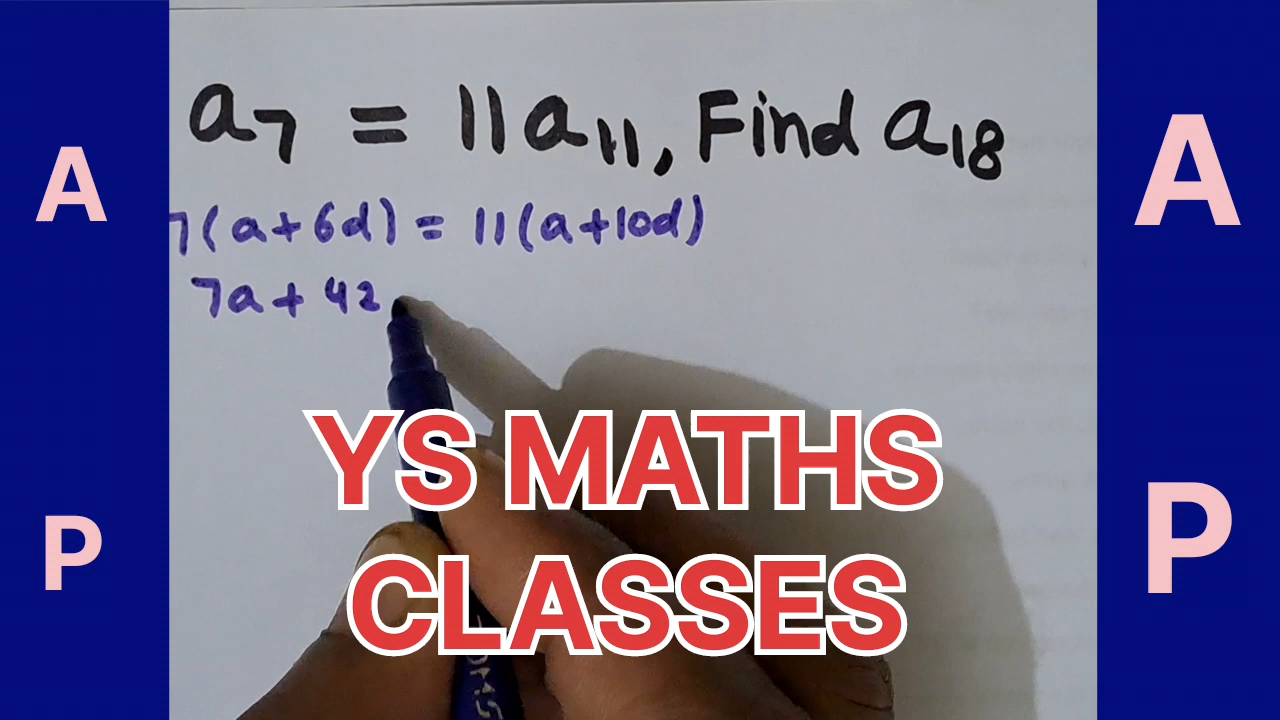 A
P
a₇ = 11a₁₁, Find a₁₈
7(a+6d) = 11(a+10d)
7a + 42
YS MATHS
CLASSES
A
P